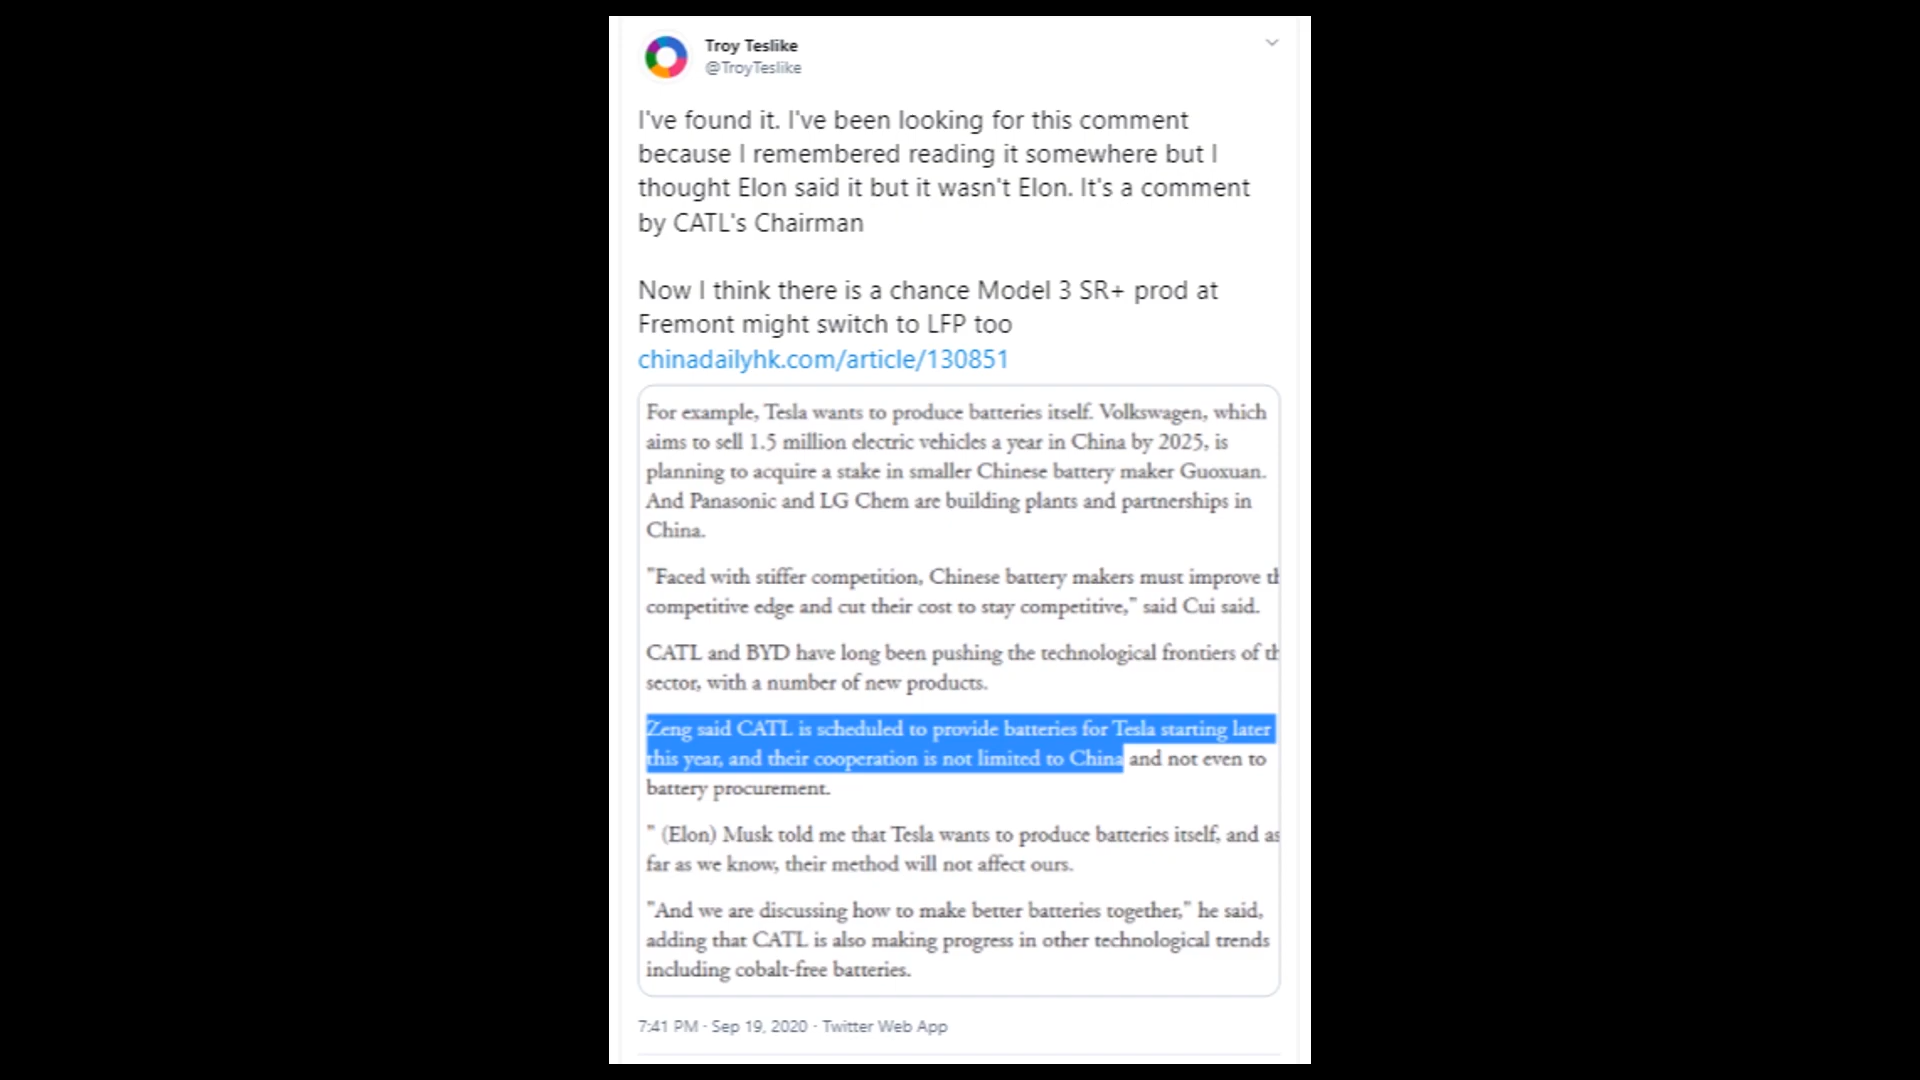 Troy Teslike
@TroyTeslike
I've found it. I've been looking for this comment
because I remembered reading it somewhere but I
thought Elon said it but it wasn't Elon. It's a comment
by CATL's Chairman
Now I think there is a chance Model 3 SR+ prod at
Fremont might switch to LFP too
chinadailyhk.com/article/130851
For example, Tesla wants to produce batteries itself. Volkswagen, which
aims to sell 1.5 million electric vehicles a year in China by 2025, is
planning to acquire a stake in smaller Chinese battery maker Guoxuan.
And Panasonic and LG Chem are building plants and partnerships in
China.
"Faced with stiffer competition, Chinese battery makers must improve th
competitive edge and cut their cost to stay competitive," said Cui said.
CATL and BYD have long been pushing the technological frontiers of th
sector, with a number of new products.
Zeng said CATL is scheduled to provide batteries for Tesla starting later
this year, and their cooperation is not limited to China and not even to
battery procurement.
" (Elon) Musk told me that Tesla wants to produce batteries itself, and as
far as we know, their method will not affect ours.
"And we are discussing how to make better batteries together," he said,
adding that CATL is also making progress in other technological trends
including cobalt-free batteries.
7:41 PM · Sep 19, 2020 · Twitter Web App